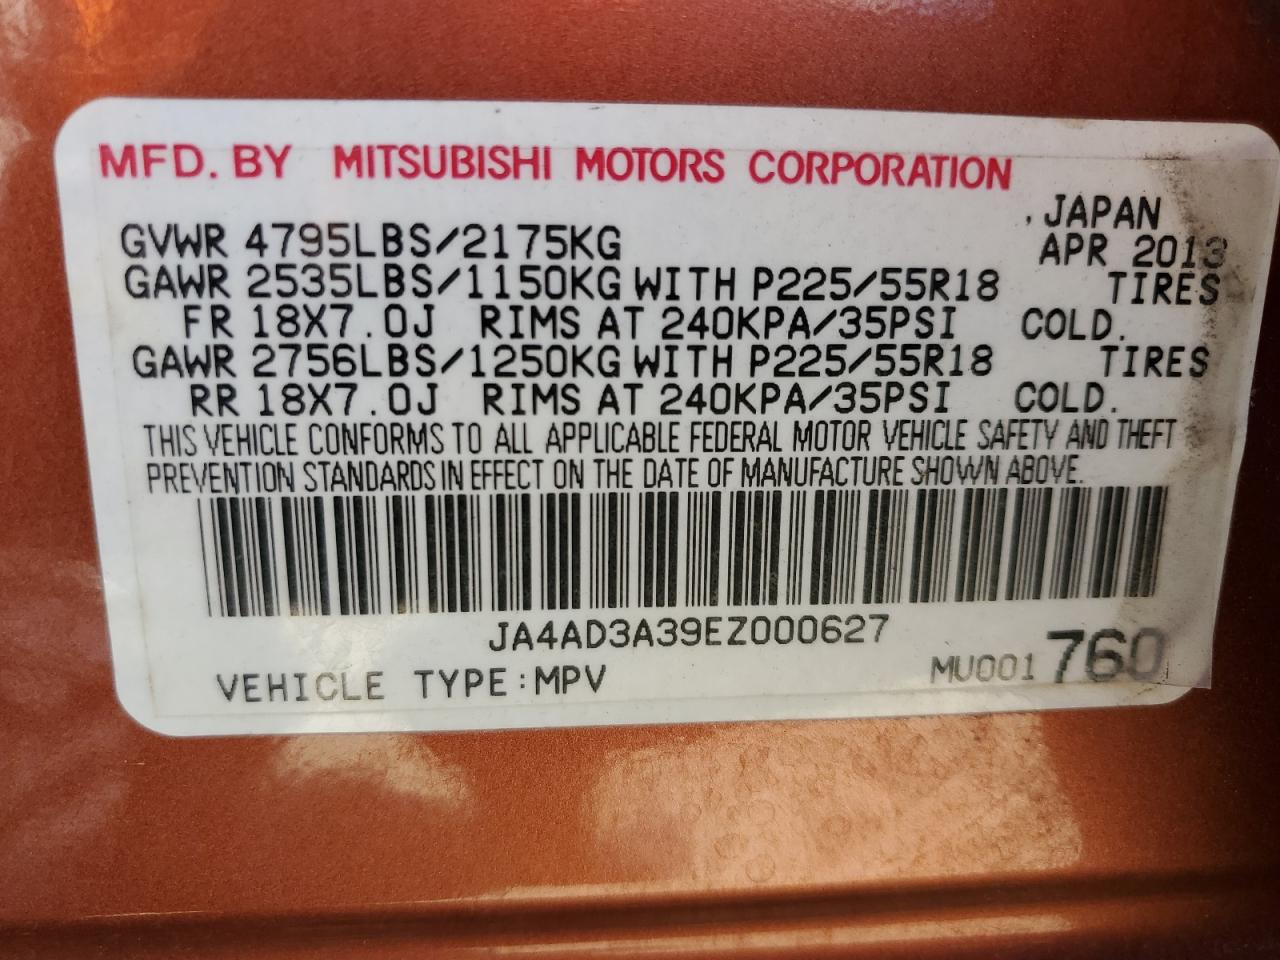 MFD. BY MITSUBISHI MOTORS CORPORATION
JAPAN
GVWR 4795LBS/2175KG APR 2013
GAWR 2535LBS/1150KG WITH P225/55R18 TIRES
FR 18X7.0J RIMS AT 240KPA/35PSI COLD.
GAWR 2756LBS/1250KG WITH P225/55R18 TIRES
RR 18X7.0J RIMS AT 240KPA/35PSI COLD.
THIS VEHICLE CONFORMS TO ALL APPLICABLE FEDERAL MOTOR VEHICLE SAFETY AND THEFT
PREVENTION STANDARDS IN EFFECT ON THE DATE OF MANUFACTURE SHOWN ABOVE.
JA4AD3A39EZ000627
VEHICLE TYPE:MPV MU001760